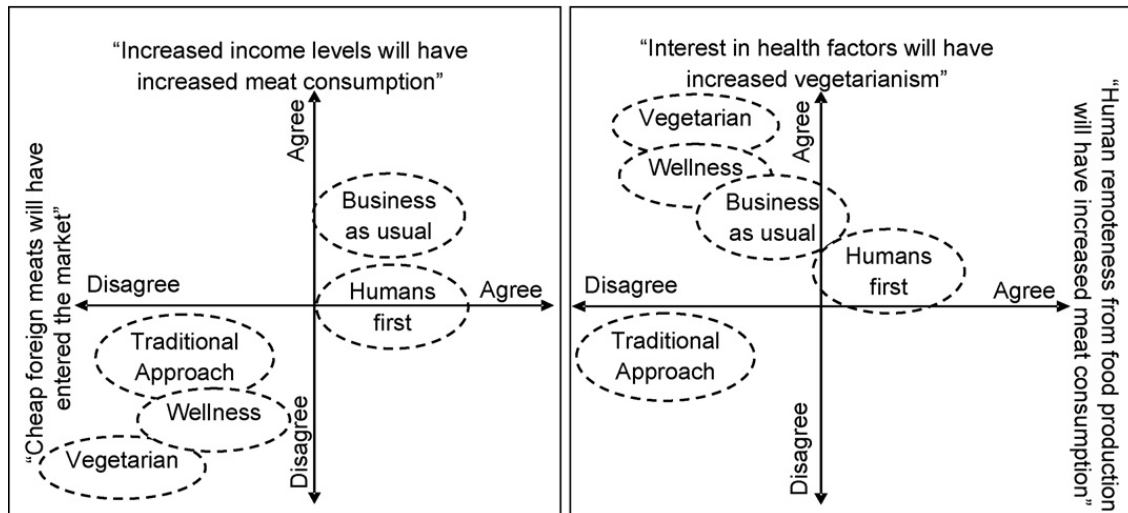 “Increased income levels will have
increased meat consumption”
Agree
Business
as usual
“Cheap foreign meats will have
entered the market”
Disagree
Agree
Humans
first
Traditional
Approach
Wellness
Vegetarian
Disagree
“Interest in health factors will have
increased vegetarianism”
Vegetarian
Agree
Wellness
Business
as usual
Humans
first
Disagree
Agree
Traditional
Approach
Disagree
“Human remoteness from food production
will have increased meat consumption”